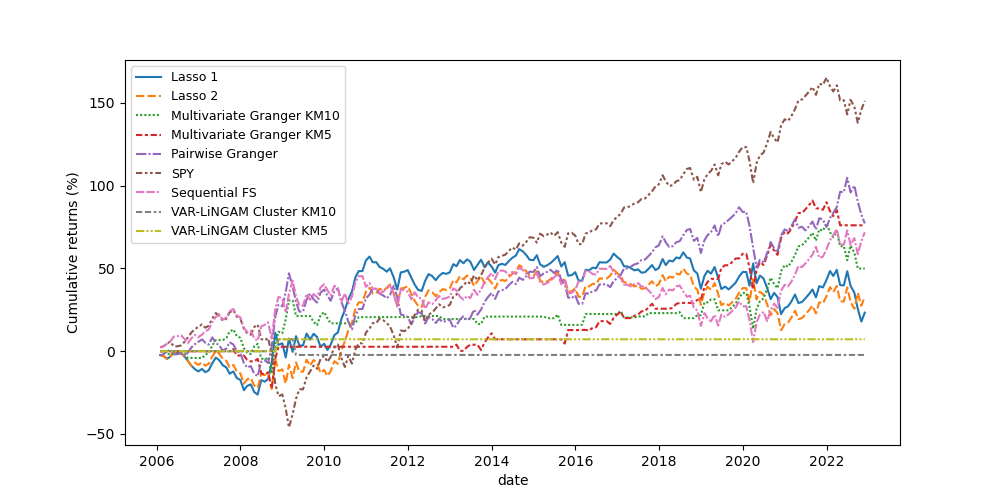 Lasso 1
Lasso 2
Multivariate Granger KM10
Multivariate Granger KM5
Pairwise Granger
SPY
Sequential FS
VAR-LiNGAM Cluster KM10
VAR-LiNGAM Cluster KM5
Cumulative returns (%)
150
100
50
0
−50
2006 2008 2010 2012 2014 2016 2018 2020 2022
date